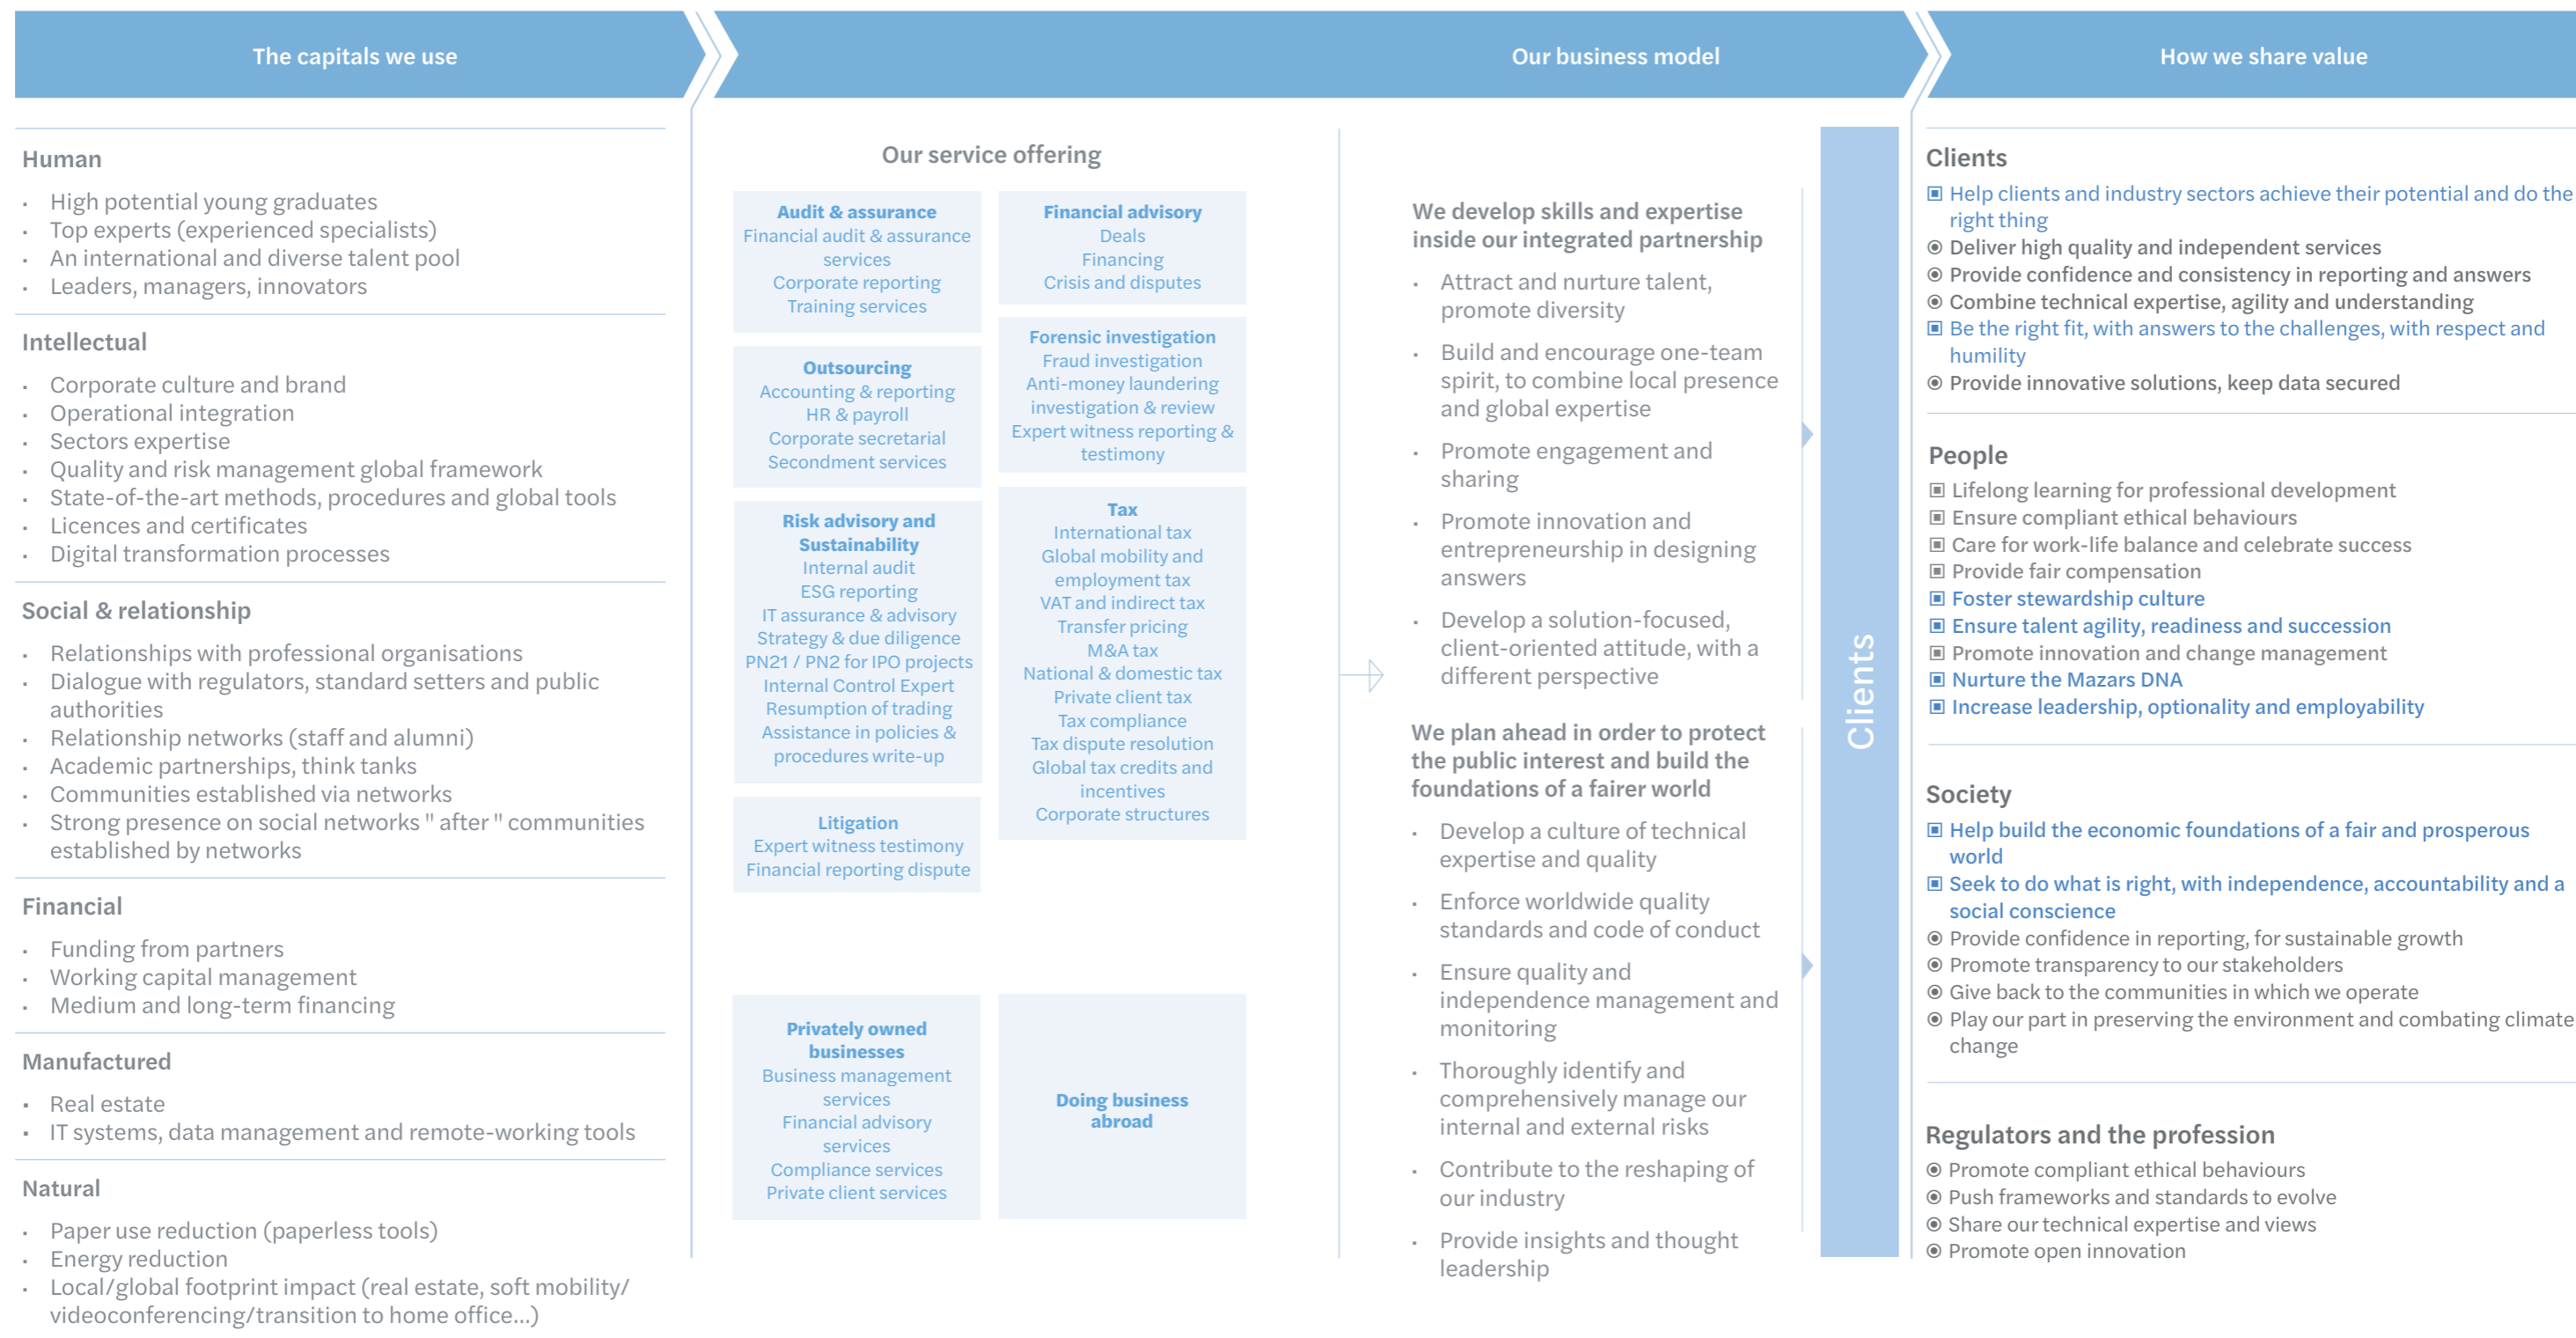 The capitals we use
Our business model
How we share value
Human
· High potential young graduates
· Top experts (experienced specialists)
· An international and diverse talent pool
· Leaders, managers, innovators
Intellectual
· Corporate culture and brand
· Operational integration
· Sectors expertise
· Quality and risk management global framework
· State-of-the-art methods, procedures and global tools
· Licences and certificates
· Digital transformation processes
Social & relationship
· Relationships with professional organisations
· Dialogue with regulators, standard setters and public
authorities
· Relationship networks (staff and alumni)
· Academic partnerships, think tanks
· Communities established via networks
· Strong presence on social networks " after " communities
established by networks
Financial
· Funding from partners
· Working capital management
· Medium and long-term financing
Manufactured
· Real estate
· IT systems, data management and remote-working tools
Natural
· Paper use reduction (paperless tools)
· Energy reduction
· Local/global footprint impact (real estate, soft mobility/
videoconferencing/transition to home office...)
Our service offering
Audit & assurance
Financial audit & assurance
services
Corporate reporting
Training services
Outsourcing
Accounting & reporting
HR & payroll
Corporate secretarial
Secondment services
Risk advisory and
Sustainability
Internal audit
ESG reporting
IT assurance & advisory
Strategy & due diligence
PN21 / PN2 for IPO projects
Internal Control Expert
Resumption of trading
Assistance in policies &
procedures write-up
Litigation
Expert witness testimony
Financial reporting dispute
Privately owned
businesses
Business management
services
Financial advisory
services
Compliance services
Private client services
Financial advisory
Deals
Financing
Crisis and disputes
Forensic investigation
Fraud investigation
Anti-money laundering
investigation & review
Expert witness reporting &
testimony
Tax
International tax
Global mobility and
employment tax
VAT and indirect tax
Transfer pricing
M&A tax
National & domestic tax
Private client tax
Tax compliance
Tax dispute resolution
Global tax credits and
incentives
Corporate structures
Doing business
abroad
We develop skills and expertise
inside our integrated partnership
· Attract and nurture talent,
promote diversity
· Build and encourage one-team
spirit, to combine local presence
and global expertise
· Promote engagement and
sharing
· Promote innovation and
entrepreneurship in designing
answers
· Develop a solution-focused,
client-oriented attitude, with a
different perspective
We plan ahead in order to protect
the public interest and build the
foundations of a fairer world
· Develop a culture of technical
expertise and quality
· Enforce worldwide quality
standards and code of conduct
· Ensure quality and
independence management and
monitoring
· Thoroughly identify and
comprehensively manage our
internal and external risks
· Contribute to the reshaping of
our industry
· Provide insights and thought
leadership
Clients
Clients
▣ Help clients and industry sectors achieve their potential and do the
right thing
◉ Deliver high quality and independent services
◉ Provide confidence and consistency in reporting and answers
◉ Combine technical expertise, agility and understanding
▣ Be the right fit, with answers to the challenges, with respect and
humility
◉ Provide innovative solutions, keep data secured
People
▣ Lifelong learning for professional development
▣ Ensure compliant ethical behaviours
▣ Care for work-life balance and celebrate success
▣ Provide fair compensation
▣ Foster stewardship culture
▣ Ensure talent agility, readiness and succession
▣ Promote innovation and change management
▣ Nurture the Mazars DNA
▣ Increase leadership, optionality and employability
Society
▣ Help build the economic foundations of a fair and prosperous
world
▣ Seek to do what is right, with independence, accountability and a
social conscience
◉ Provide confidence in reporting, for sustainable growth
◉ Promote transparency to our stakeholders
◉ Give back to the communities in which we operate
◉ Play our part in preserving the environment and combating climate
change
Regulators and the profession
◉ Promote compliant ethical behaviours
◉ Push frameworks and standards to evolve
◉ Share our technical expertise and views
◉ Promote open innovation